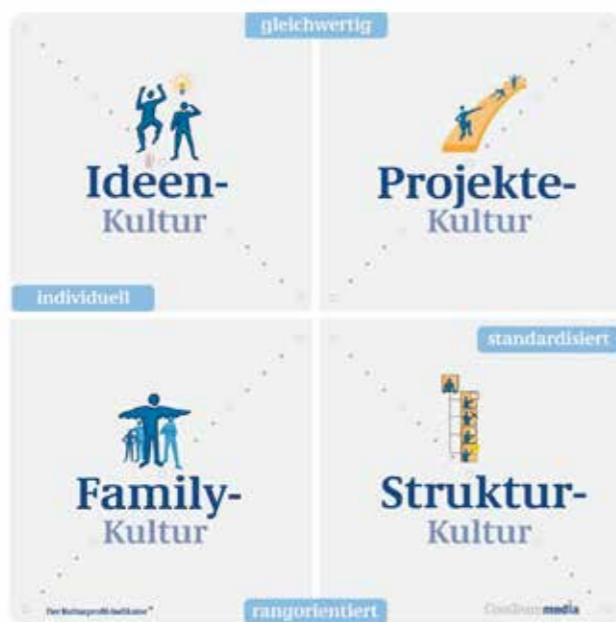 gleichwertig
Ideen-
Kultur
Projekte-
Kultur
individuell
standardisiert
Family-
Kultur
Struktur-
Kultur
rangorientiert